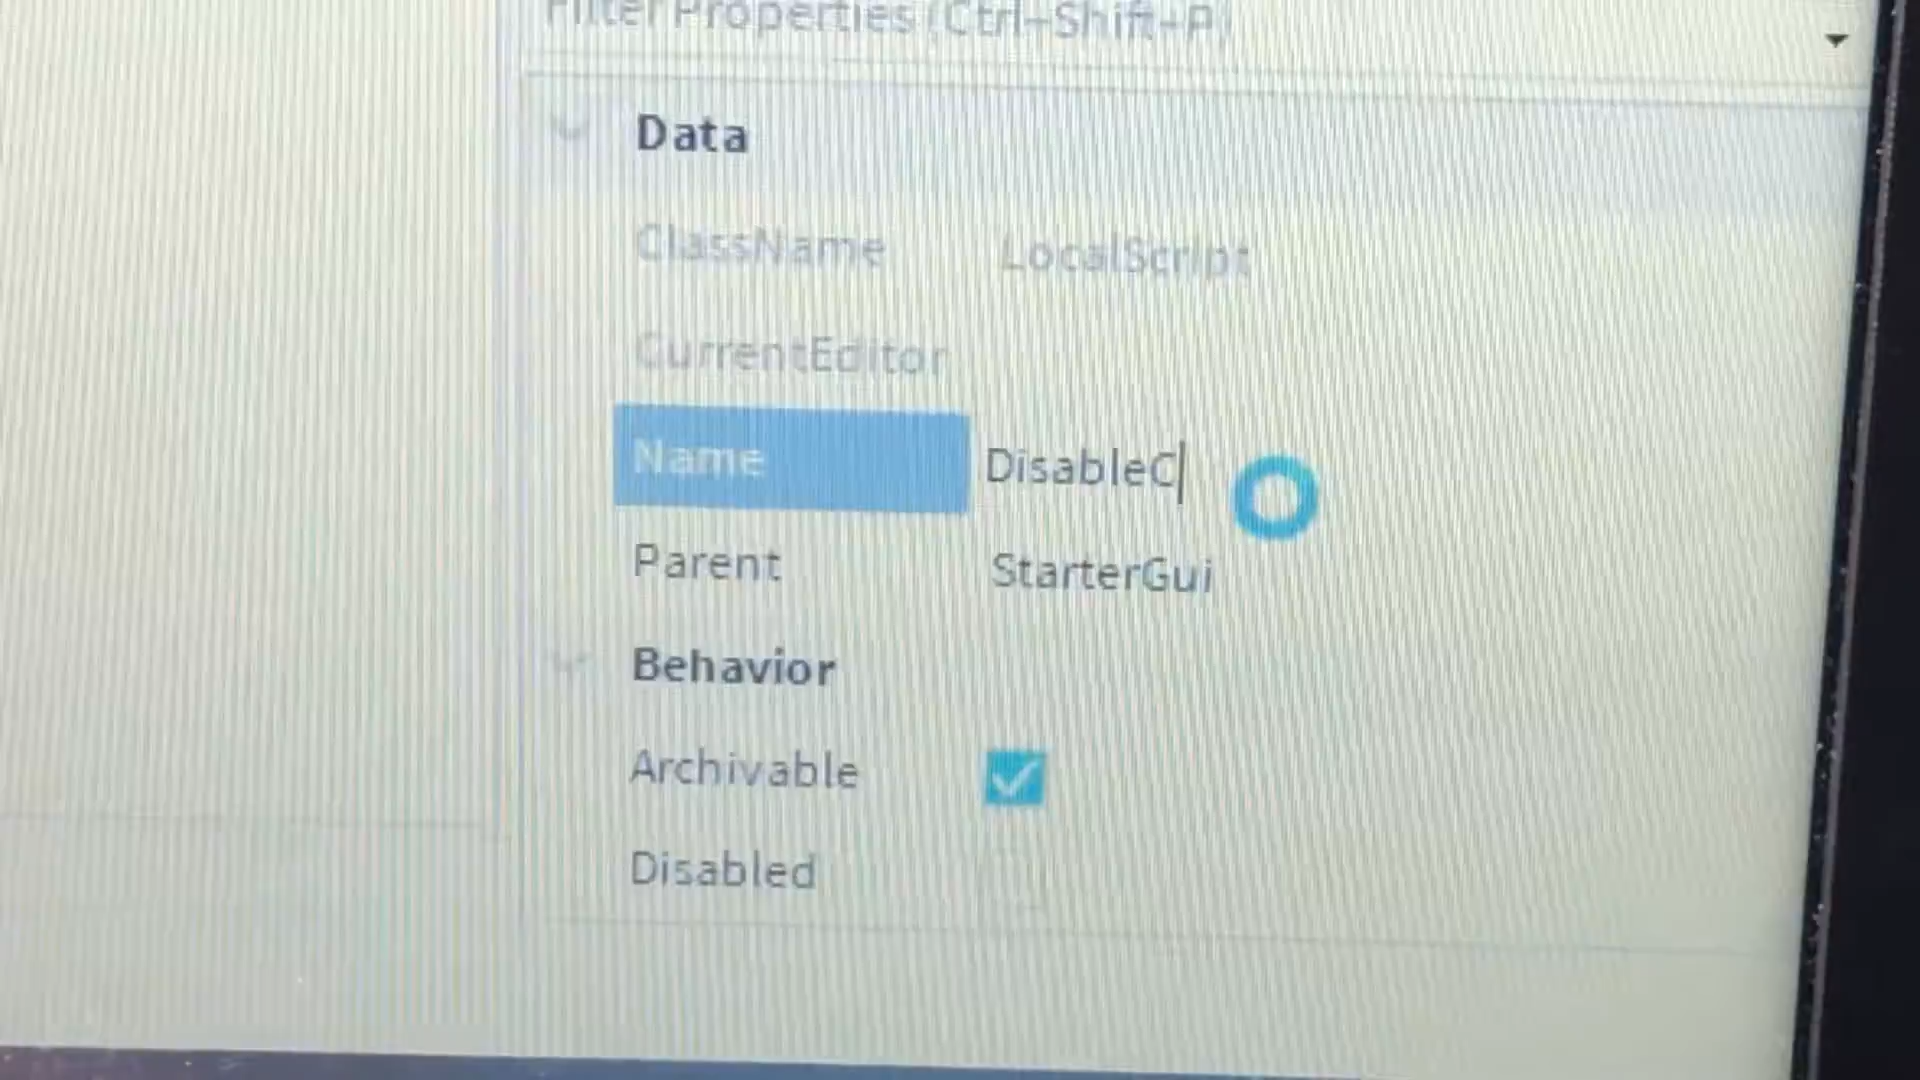 Filter Properties (Ctrl+Shift+P)
Data
ClassName LocalScript
CurrentEditor
Name DisableC
Parent StarterGui
Behavior
Archivable
Disabled